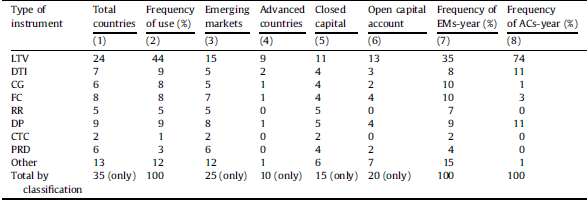 Type of Total Frequency Emerging Advanced Closed Open capital Frequency of Frequency
instrument countries of use (%) markets countries capital account EMs-year (%) of ACs-year (%)
(1) (2) (3) (4) (5) (6) (7) (8)
LTV 24 44 15 9 11 13 35 74
DTI 7 9 5 2 4 3 8 11
CG 6 8 5 1 4 2 10 1
FC 8 8 7 1 4 4 10 3
RR 5 5 5 0 5 0 7 0
DP 9 9 8 1 5 4 9 11
CTC 2 1 2 0 2 0 2 0
PRD 6 3 6 0 4 2 4 0
Other 13 12 12 1 6 7 15 1
Total by 35 (only) 100 25 (only) 10 (only) 15 (only) 20 (only) 100 100
classification